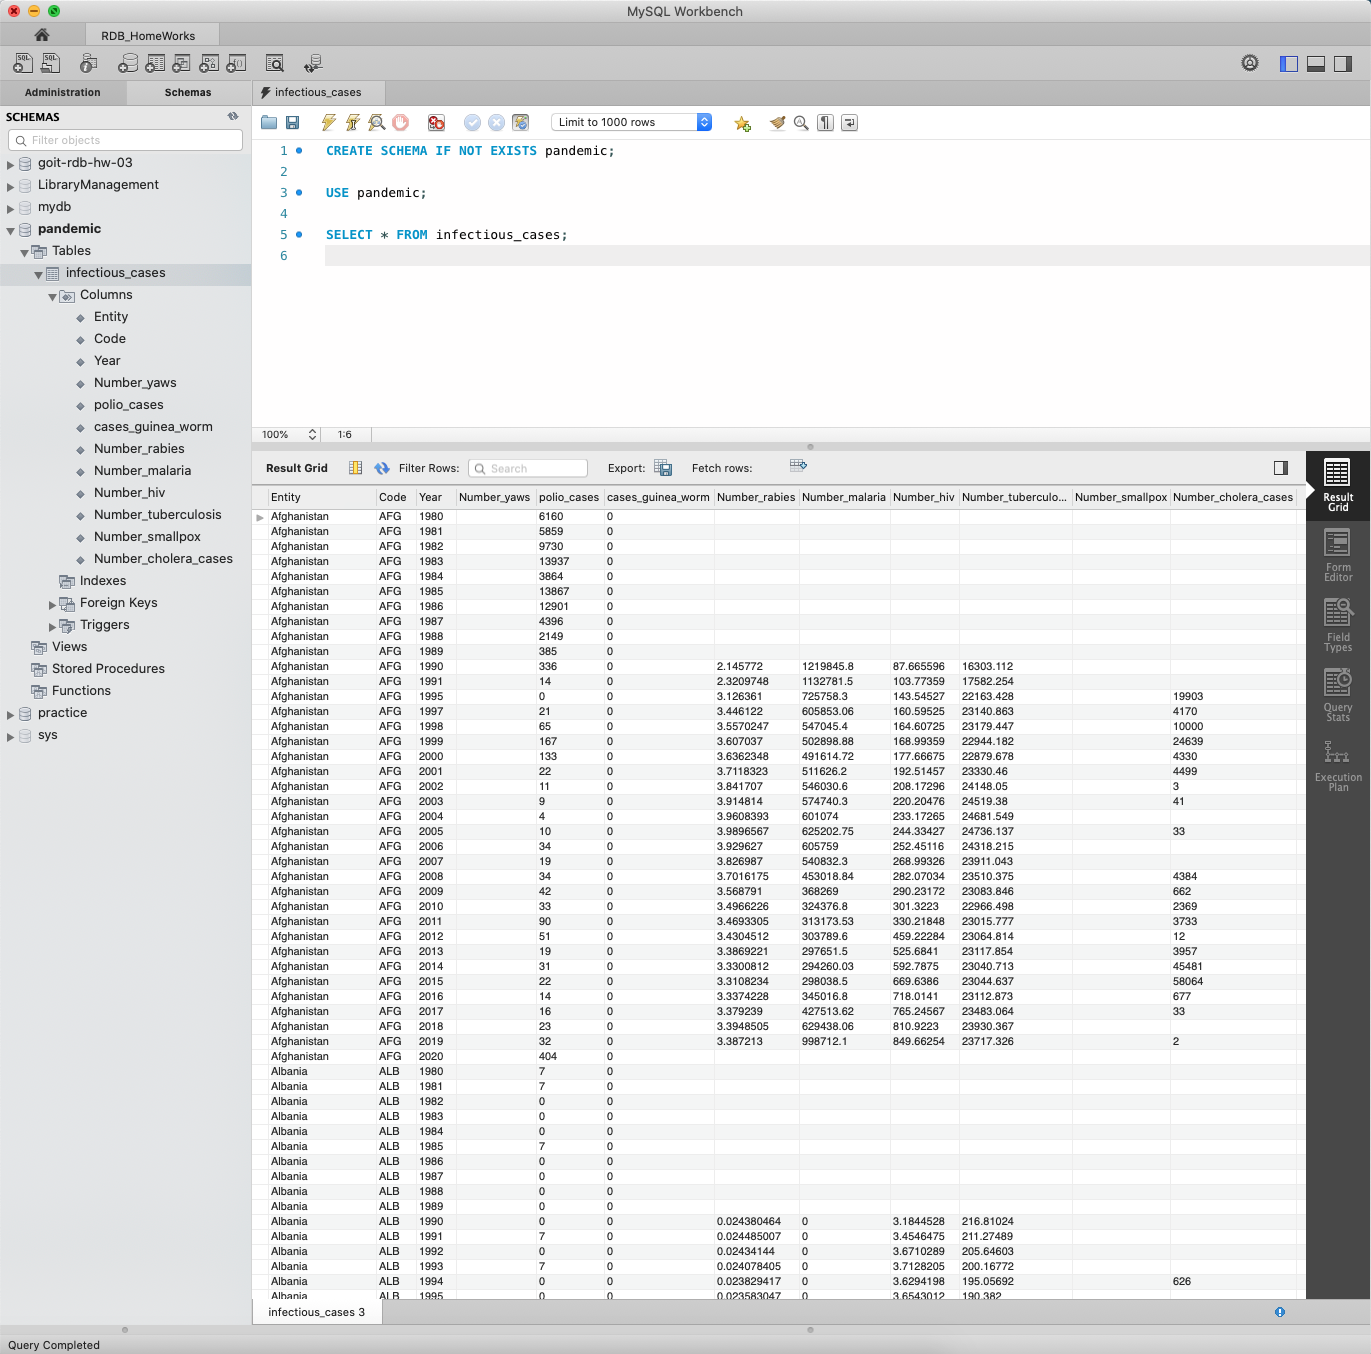 MySQL Workbench
RDB_HomeWorks
Administration Schemas infectious_cases
SCHEMAS
Filter objects
goit-rdb-hw-03
LibraryManagement
mydb
pandemic
Tables
infectious_cases
Columns
Entity
Code
Year
Number_yaws
polio_cases
cases_guinea_worm
Number_rabies
Number_malaria
Number_hiv
Number_tuberculosis
Number_smallpox
Number_cholera_cases
Indexes
Foreign Keys
Triggers
Views
Stored Procedures
Functions
practice
sys
Limit to 1000 rows
1 CREATE SCHEMA IF NOT EXISTS pandemic;
2
3 USE pandemic;
4
5 SELECT * FROM infectious_cases;
6
100% 1:6
Result Grid Filter Rows: Search Export: Fetch rows:
Entity Code Year Number_yaws polio_cases cases_guinea_worm Number_rabies Number_malaria Number_hiv Number_tuberculo... Number_smallpox Number_cholera_cases
Afghanistan AFG 1980 6160 0
Afghanistan AFG 1981 5859 0
Afghanistan AFG 1982 9730 0
Afghanistan AFG 1983 13937 0
Afghanistan AFG 1984 3864 0
Afghanistan AFG 1985 13867 0
Afghanistan AFG 1986 12901 0
Afghanistan AFG 1987 4396 0
Afghanistan AFG 1988 2149 0
Afghanistan AFG 1989 385 0
Afghanistan AFG 1990 336 0 2.145772 1219845.8 87.665596 16303.112
Afghanistan AFG 1991 14 0 2.3209748 1132781.5 103.77359 17582.254
Afghanistan AFG 1995 0 0 3.126361 725758.3 143.54527 22163.428 19903
Afghanistan AFG 1997 21 0 3.446122 605853.06 160.59525 23140.863 4170
Afghanistan AFG 1998 65 0 3.5570247 547045.4 164.60725 23179.447 10000
Afghanistan AFG 1999 167 0 3.607037 502898.88 168.99359 22944.182 24639
Afghanistan AFG 2000 133 0 3.6362348 491614.72 177.66675 22879.678 4330
Afghanistan AFG 2001 22 0 3.7118323 511626.2 192.51457 23330.46 4499
Afghanistan AFG 2002 11 0 3.841707 546030.6 208.17296 24148.05 3
Afghanistan AFG 2003 9 0 3.914814 574740.3 220.20476 24519.38 41
Afghanistan AFG 2004 4 0 3.9608393 601074 233.17265 24681.549
Afghanistan AFG 2005 10 0 3.9896567 625202.75 244.33427 24736.137 33
Afghanistan AFG 2006 34 0 3.929627 605759 252.45116 24318.215
Afghanistan AFG 2007 19 0 3.826987 540832.3 268.99326 23911.043
Afghanistan AFG 2008 34 0 3.7016175 453018.84 282.07034 23510.375 4384
Afghanistan AFG 2009 42 0 3.568791 368269 290.23172 23083.846 662
Afghanistan AFG 2010 33 0 3.4966226 324376.8 301.3223 22966.498 2369
Afghanistan AFG 2011 90 0 3.4693305 313173.53 330.21848 23015.777 3733
Afghanistan AFG 2012 51 0 3.4304512 303789.6 459.22284 23064.814 12
Afghanistan AFG 2013 19 0 3.3869221 297651.5 525.6841 23117.854 3957
Afghanistan AFG 2014 31 0 3.3300812 294260.03 592.7875 23040.713 45481
Afghanistan AFG 2015 22 0 3.3108234 298038.5 669.6386 23044.637 58064
Afghanistan AFG 2016 14 0 3.3374228 345016.8 718.0141 23112.873 677
Afghanistan AFG 2017 16 0 3.379239 427513.62 765.24567 23483.064 33
Afghanistan AFG 2018 23 0 3.3948505 629438.06 810.9223 23930.367
Afghanistan AFG 2019 32 0 3.387213 998712.1 849.66254 23717.326 2
Afghanistan AFG 2020 404 0
Albania ALB 1980 7 0
Albania ALB 1981 7 0
Albania ALB 1982 0 0
Albania ALB 1983 0 0
Albania ALB 1984 0 0
Albania ALB 1985 7 0
Albania ALB 1986 0 0
Albania ALB 1987 0 0
Albania ALB 1988 0 0
Albania ALB 1989 0 0
Albania ALB 1990 0 0 0.024380464 0 3.1844528 216.81024
Albania ALB 1991 7 0 0.024485007 0 3.4546475 211.27489
Albania ALB 1992 0 0 0.02434144 0 3.6710289 205.64603
Albania ALB 1993 7 0 0.024078405 0 3.7128205 200.16772
Albania ALB 1994 0 0 0.023829417 0 3.6294198 195.05692 626
Albania ALB 1995 0 0 0.023583047 0 3.6543012 190.382
Result Grid
Form Editor
Field Types
Query Stats
Execution Plan
infectious_cases 3
Query Completed